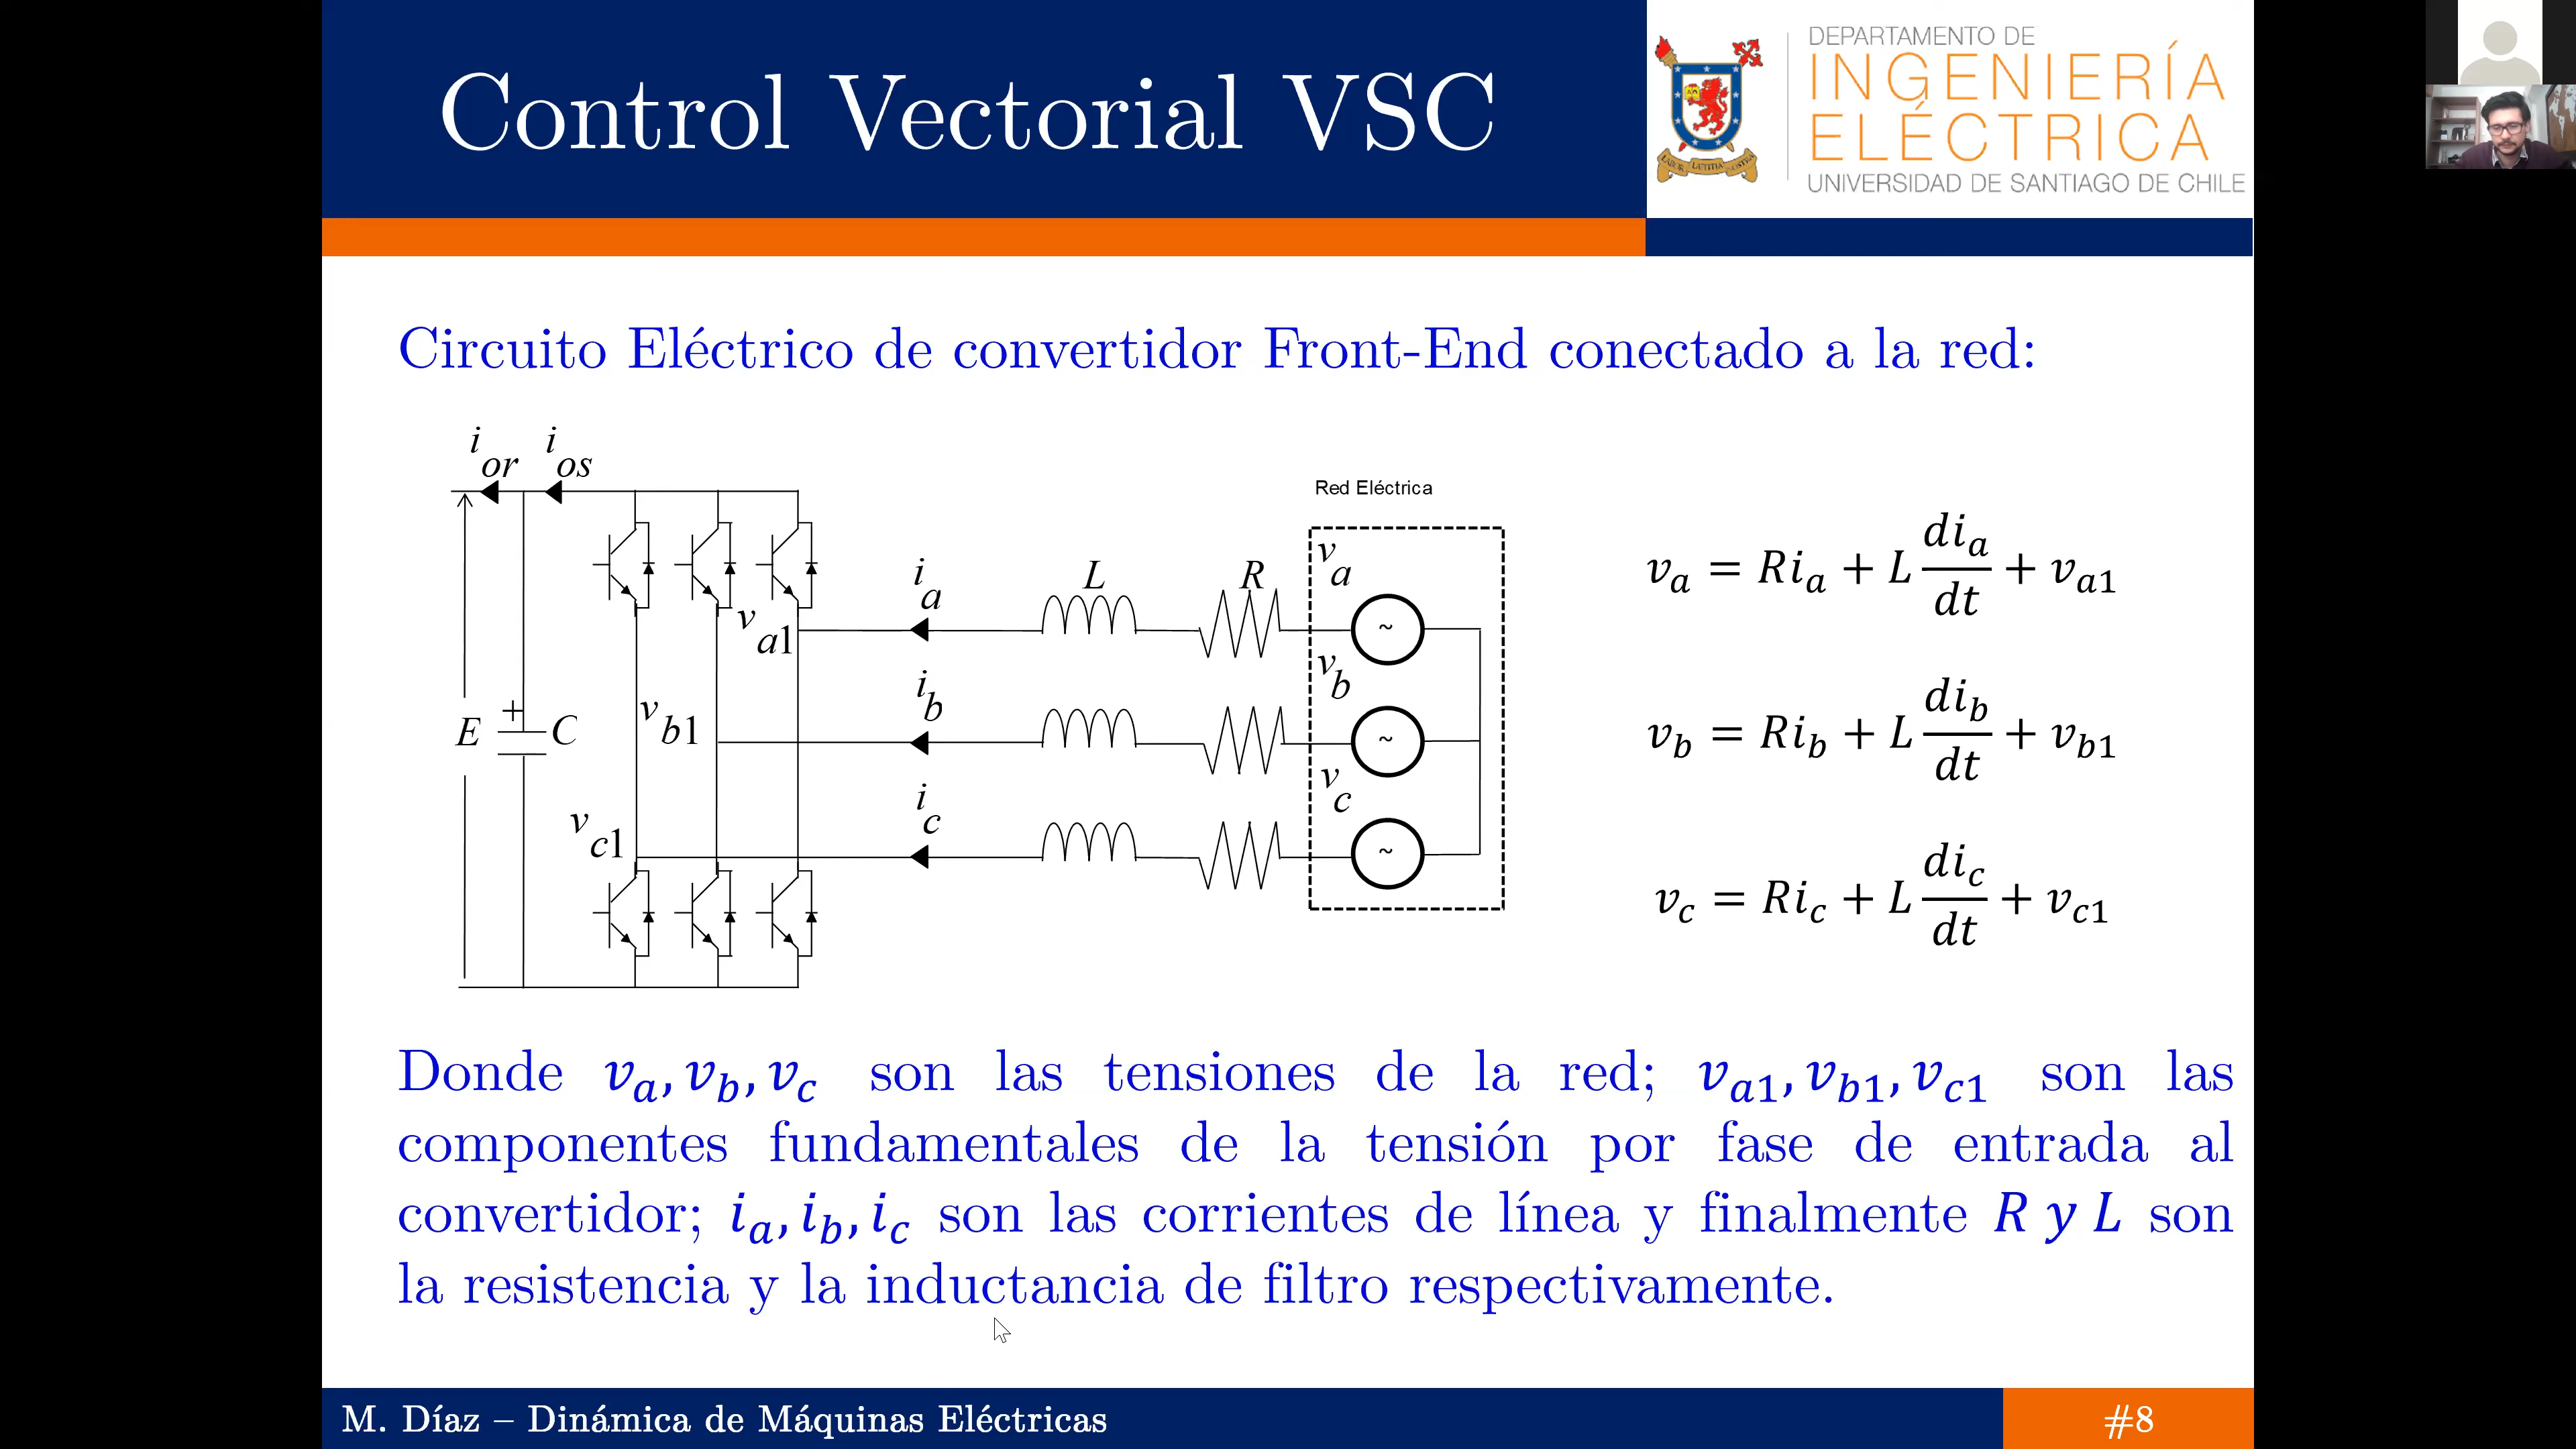 Control Vectorial VSC
DEPARTAMENTO DE
INGENIERÍA
ELÉCTRICA
UNIVERSIDAD DE SANTIAGO DE CHILE
LABOR LÆTITIA NOSTRA
Circuito Eléctrico de convertidor Front-End conectado a la red:
i_or i_os
Red Eléctrica
v_a
i_a L R
v_a1
v_b
i_b
v_b1
E + C
v_c
i_c
v_c1
~
~
~
v_a = Ri_a + L di_a/dt + v_a1
v_b = Ri_b + L di_b/dt + v_b1
v_c = Ri_c + L di_c/dt + v_c1
Donde v_a, v_b, v_c son las tensiones de la red; v_a1, v_b1, v_c1 son las
componentes fundamentales de la tensión por fase de entrada al
convertidor; i_a, i_b, i_c son las corrientes de línea y finalmente R y L son
la resistencia y la inductancia de filtro respectivamente.
M. Díaz – Dinámica de Máquinas Eléctricas
#8